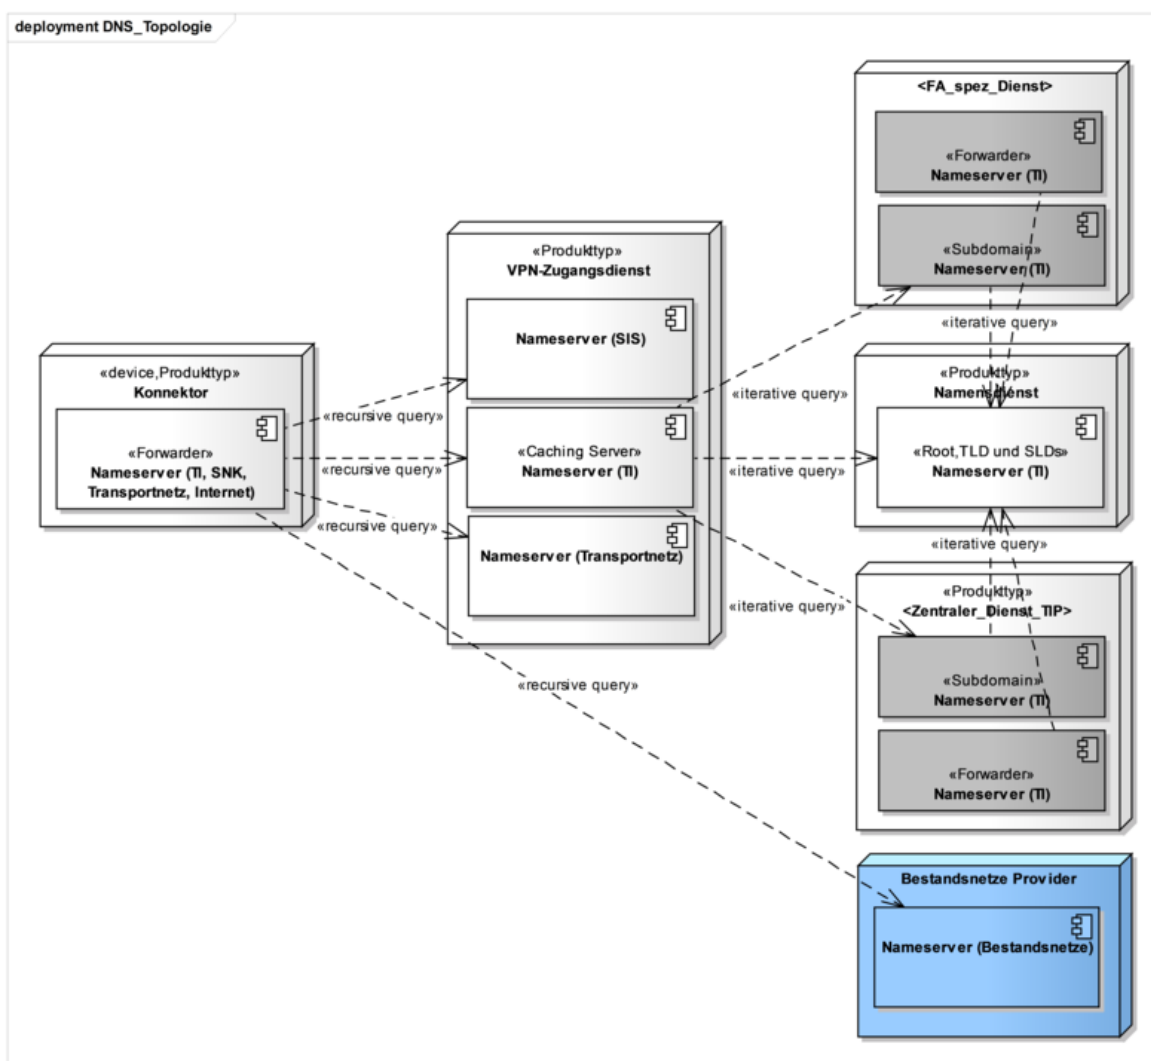 deployment DNS_Topologie
«device,Produkttyp»
Konnektor
«Forwarder»
Nameserver (TI, SNK,
Transportnetz, Internet)
«recursive query»
«recursive query»
«recursive query»
«recursive query»
«Produkttyp»
VPN-Zugangsdienst
Nameserver (SIS)
«Caching Server»
Nameserver (TI)
Nameserver (Transportnetz)
«iterative query»
«iterative query»
«iterative query»
<FA_spez_Dienst>
«Forwarder»
Nameserver (TI)
«Subdomain»
Nameserver (TI)
«iterative query»
«Produkttyp»
Namensdienst
«Root,TLD und SLDs»
Nameserver (TI)
«iterative query»
«Produkttyp»
<Zentraler_Dienst_TIP>
«Subdomain»
Nameserver (TI)
«Forwarder»
Nameserver (TI)
Bestandsnetze Provider
Nameserver (Bestandsnetze)